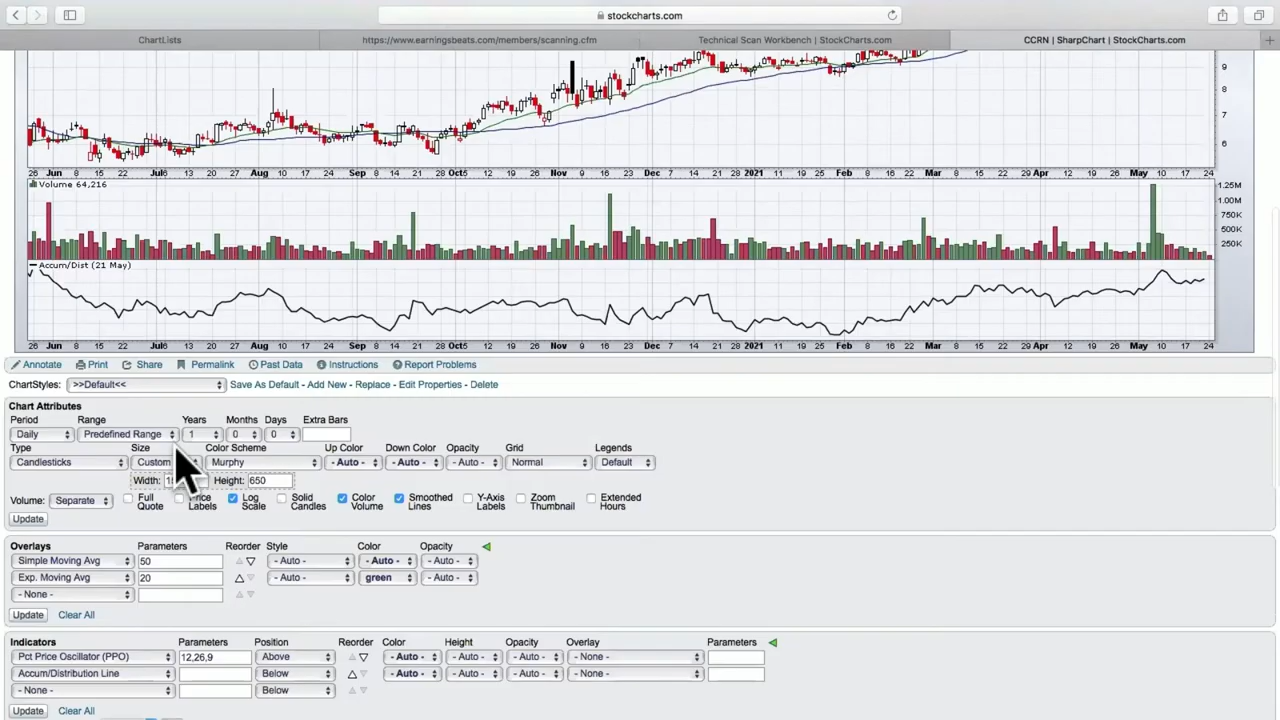 stockcharts.com
ChartLists https://www.earningsbeats.com/members/scanning.cfm Technical Scan Workbench | StockCharts.com CCRN | SharpChart | StockCharts.com
9
8
7
6
26 Jun 8 15 22 Jul 6 13 20 27 Aug 10 17 24 Sep 8 14 21 28 Oct 5 12 19 26 Nov 9 16 23 Dec 7 14 21 2021 11 19 25 Feb 8 16 22 Mar 8 15 22 Apr 12 19 26 May 10 17 24
Volume 64,216
1.25M
1.00M
750K
500K
250K
Accum/Dist (21 May)
26 Jun 8 15 22 Jul 6 13 20 27 Aug 10 17 24 Sep 8 14 21 28 Oct 5 12 19 26 Nov 9 16 23 Dec 7 14 21 2021 11 19 25 Feb 8 16 22 Mar 8 15 22 Apr 12 19 26 May 10 17 24
Annotate Print Share Permalink Past Data Instructions Report Problems
ChartStyles: >>Default<< Save As Default - Add New - Replace - Edit Properties - Delete
Chart Attributes
Period Range Years Months Days Extra Bars
Daily Predefined Range 1 0 0
Type Size Color Scheme Up Color Down Color Opacity Grid Legends
Candlesticks Custom Murphy - Auto - - Auto - - Auto - Normal Default
Width: Height: 650
Volume: Separate Full Quote Price Labels Log Scale Solid Candles Color Volume Smoothed Lines Y-Axis Labels Zoom Thumbnail Extended Hours
Update
Overlays Parameters Reorder Style Color Opacity
Simple Moving Avg 50 - Auto - - Auto - - Auto -
Exp. Moving Avg 20 - Auto - green - Auto -
- None -
Update Clear All
Indicators Parameters Position Reorder Color Height Opacity Overlay Parameters
Pct Price Oscillator (PPO) 12,26,9 Above - Auto - - Auto - - Auto - - None -
Accum/Distribution Line Below - Auto - - Auto - - Auto - - None -
- None - Below
Update Clear All